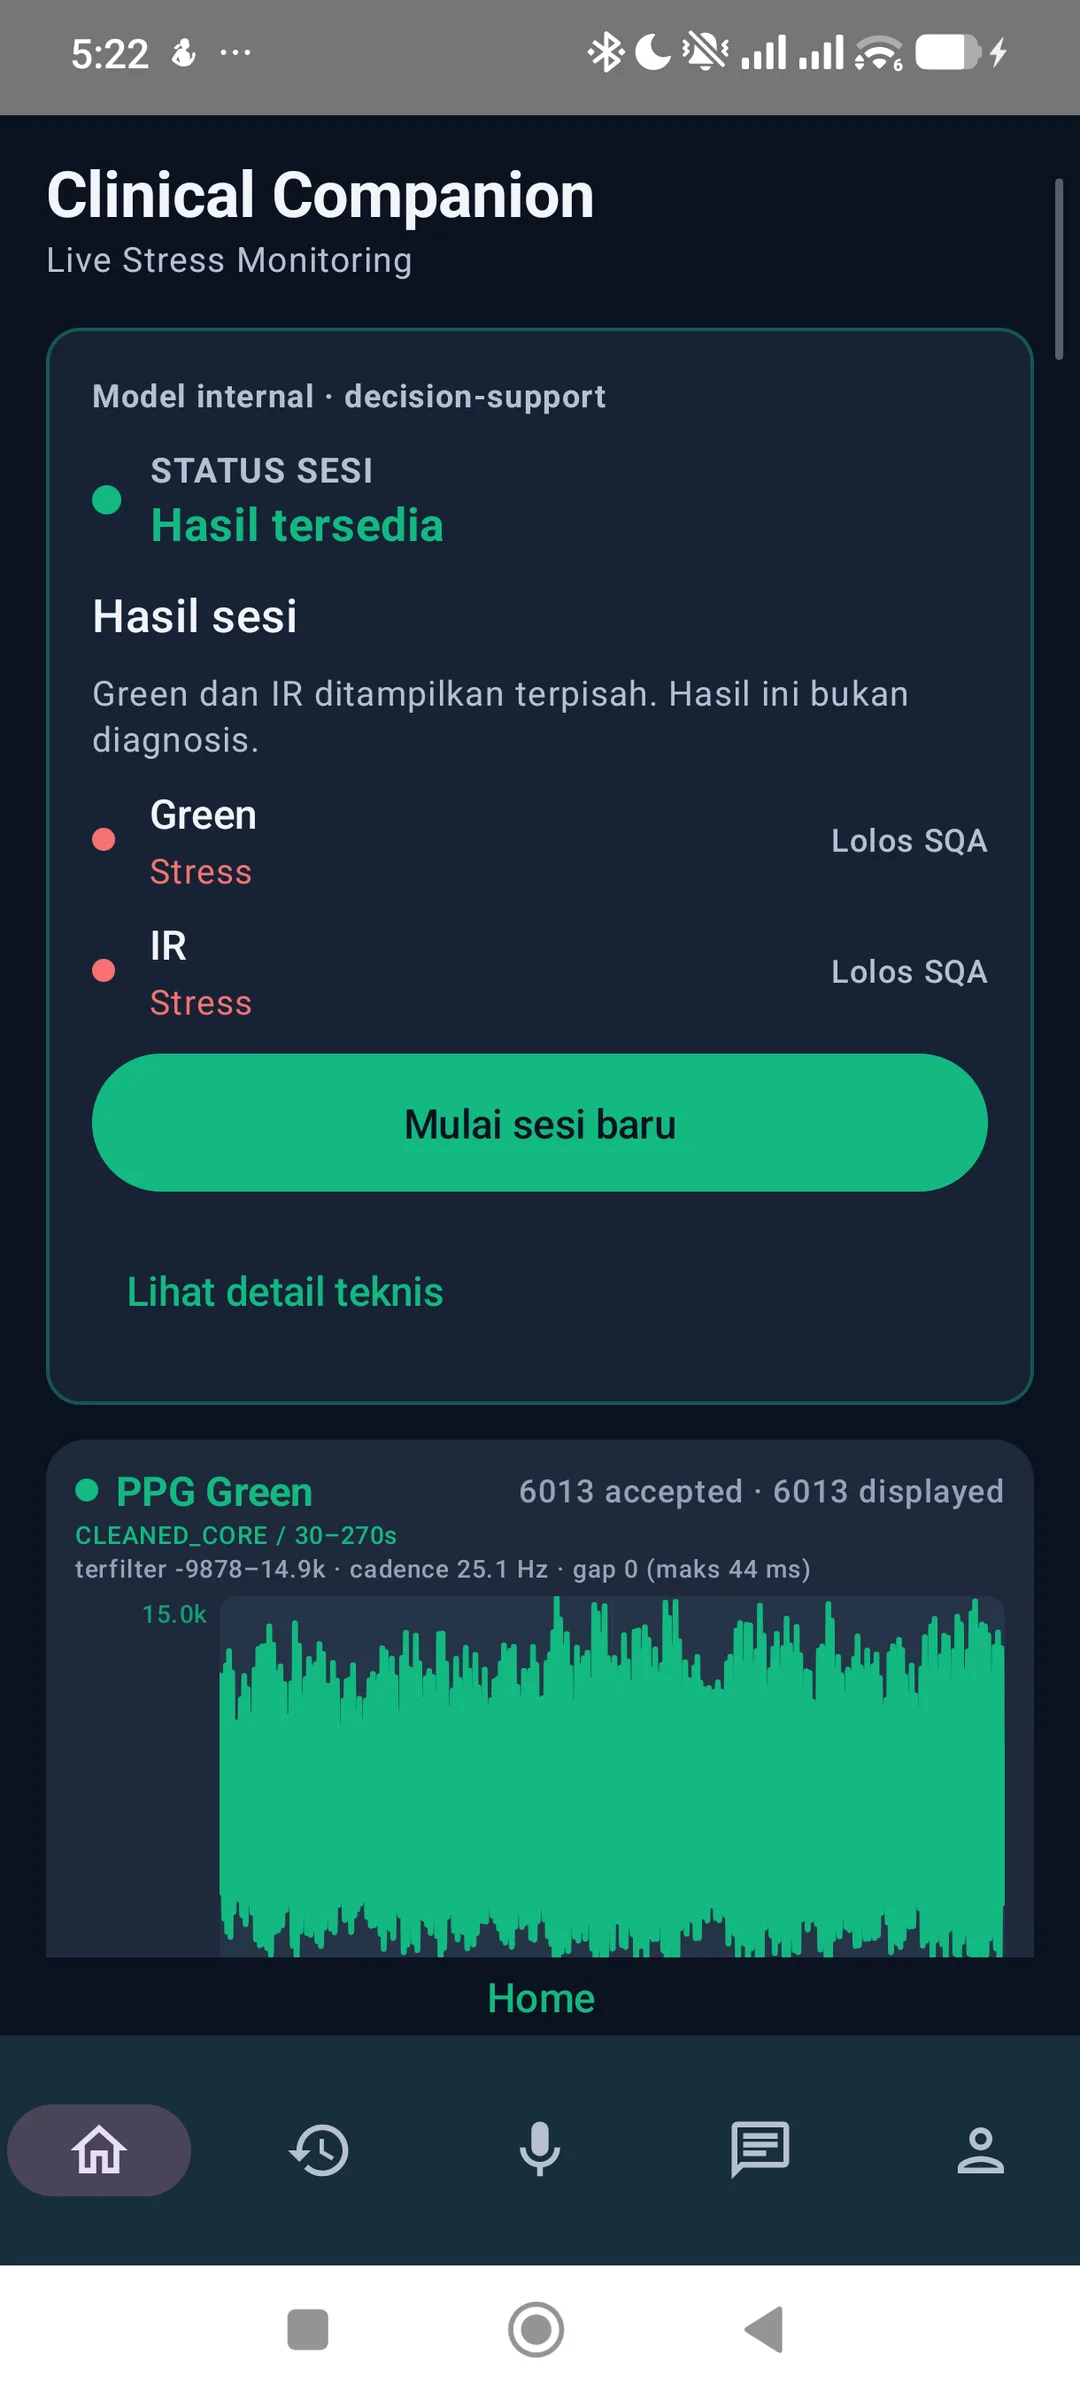 5:22
6
Clinical Companion
Live Stress Monitoring
Model internal · decision-support
STATUS SESI
Hasil tersedia
Hasil sesi
Green dan IR ditampilkan terpisah. Hasil ini bukan
diagnosis.
Green
Stress
Lolos SQA
IR
Stress
Lolos SQA
Mulai sesi baru
Lihat detail teknis
PPG Green
6013 accepted · 6013 displayed
CLEANED_CORE / 30–270s
terfilter -9878–14.9k · cadence 25.1 Hz · gap 0 (maks 44 ms)
15.0k
Home